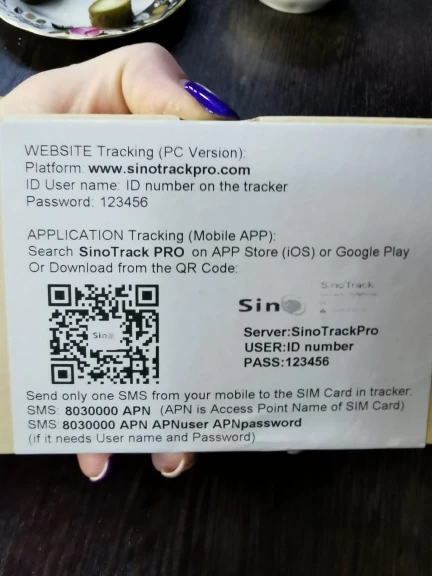 WEBSITE Tracking (PC Version):
Platform: www.sinotrackpro.com
ID User name: ID number on the tracker
Password: 123456
APPLICATION Tracking (Mobile APP):
Search SinoTrack PRO on APP Store (iOS) or Google Play
Or Download from the QR Code:
Sino
Sino
SinoTrack
Server:SinoTrackPro
USER:ID number
PASS:123456
Send only one SMS from your mobile to the SIM Card in tracker:
SMS: 8030000 APN (APN is Access Point Name of SIM Card)
SMS 8030000 APN APNuser APNpassword
(if it needs User name and Password)